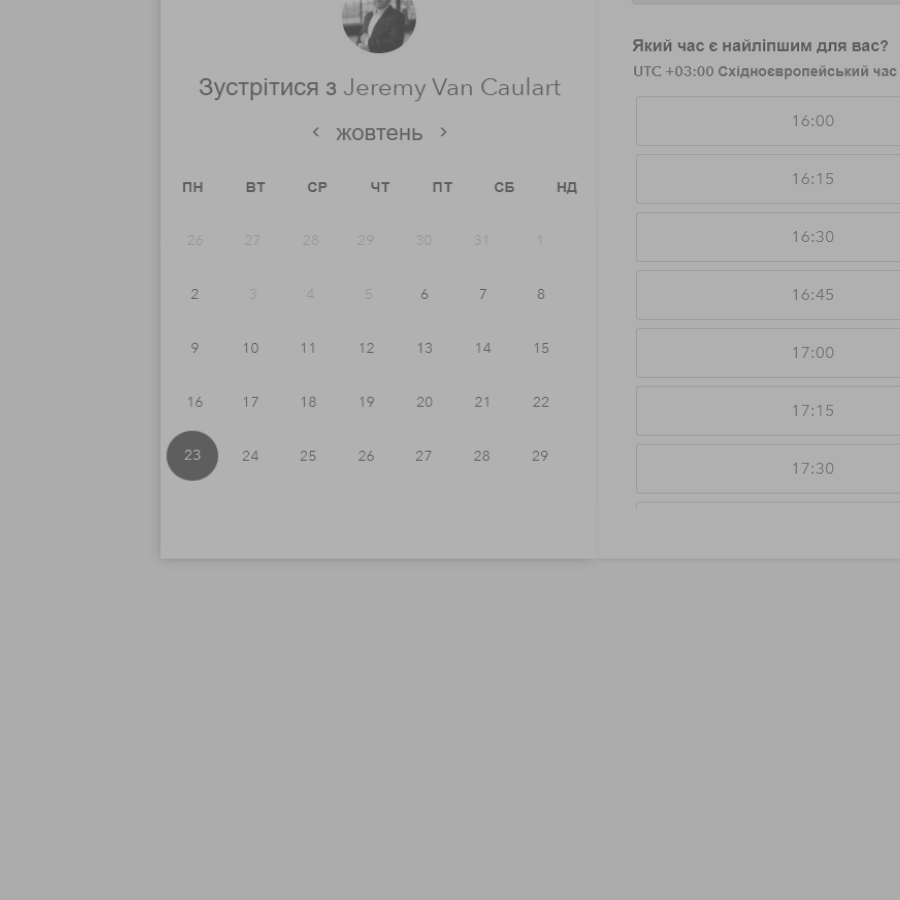 Зустрітися з Jeremy Van Caulart
< жовтень >
ПН ВТ СР ЧТ ПТ СБ НД
26 27 28 29 30 31 1
2 3 4 5 6 7 8
9 10 11 12 13 14 15
16 17 18 19 20 21 22
23 24 25 26 27 28 29
Який час є найліпшим для вас?
UTC +03:00 Східноєвропейський час
16:00
16:15
16:30
16:45
17:00
17:15
17:30